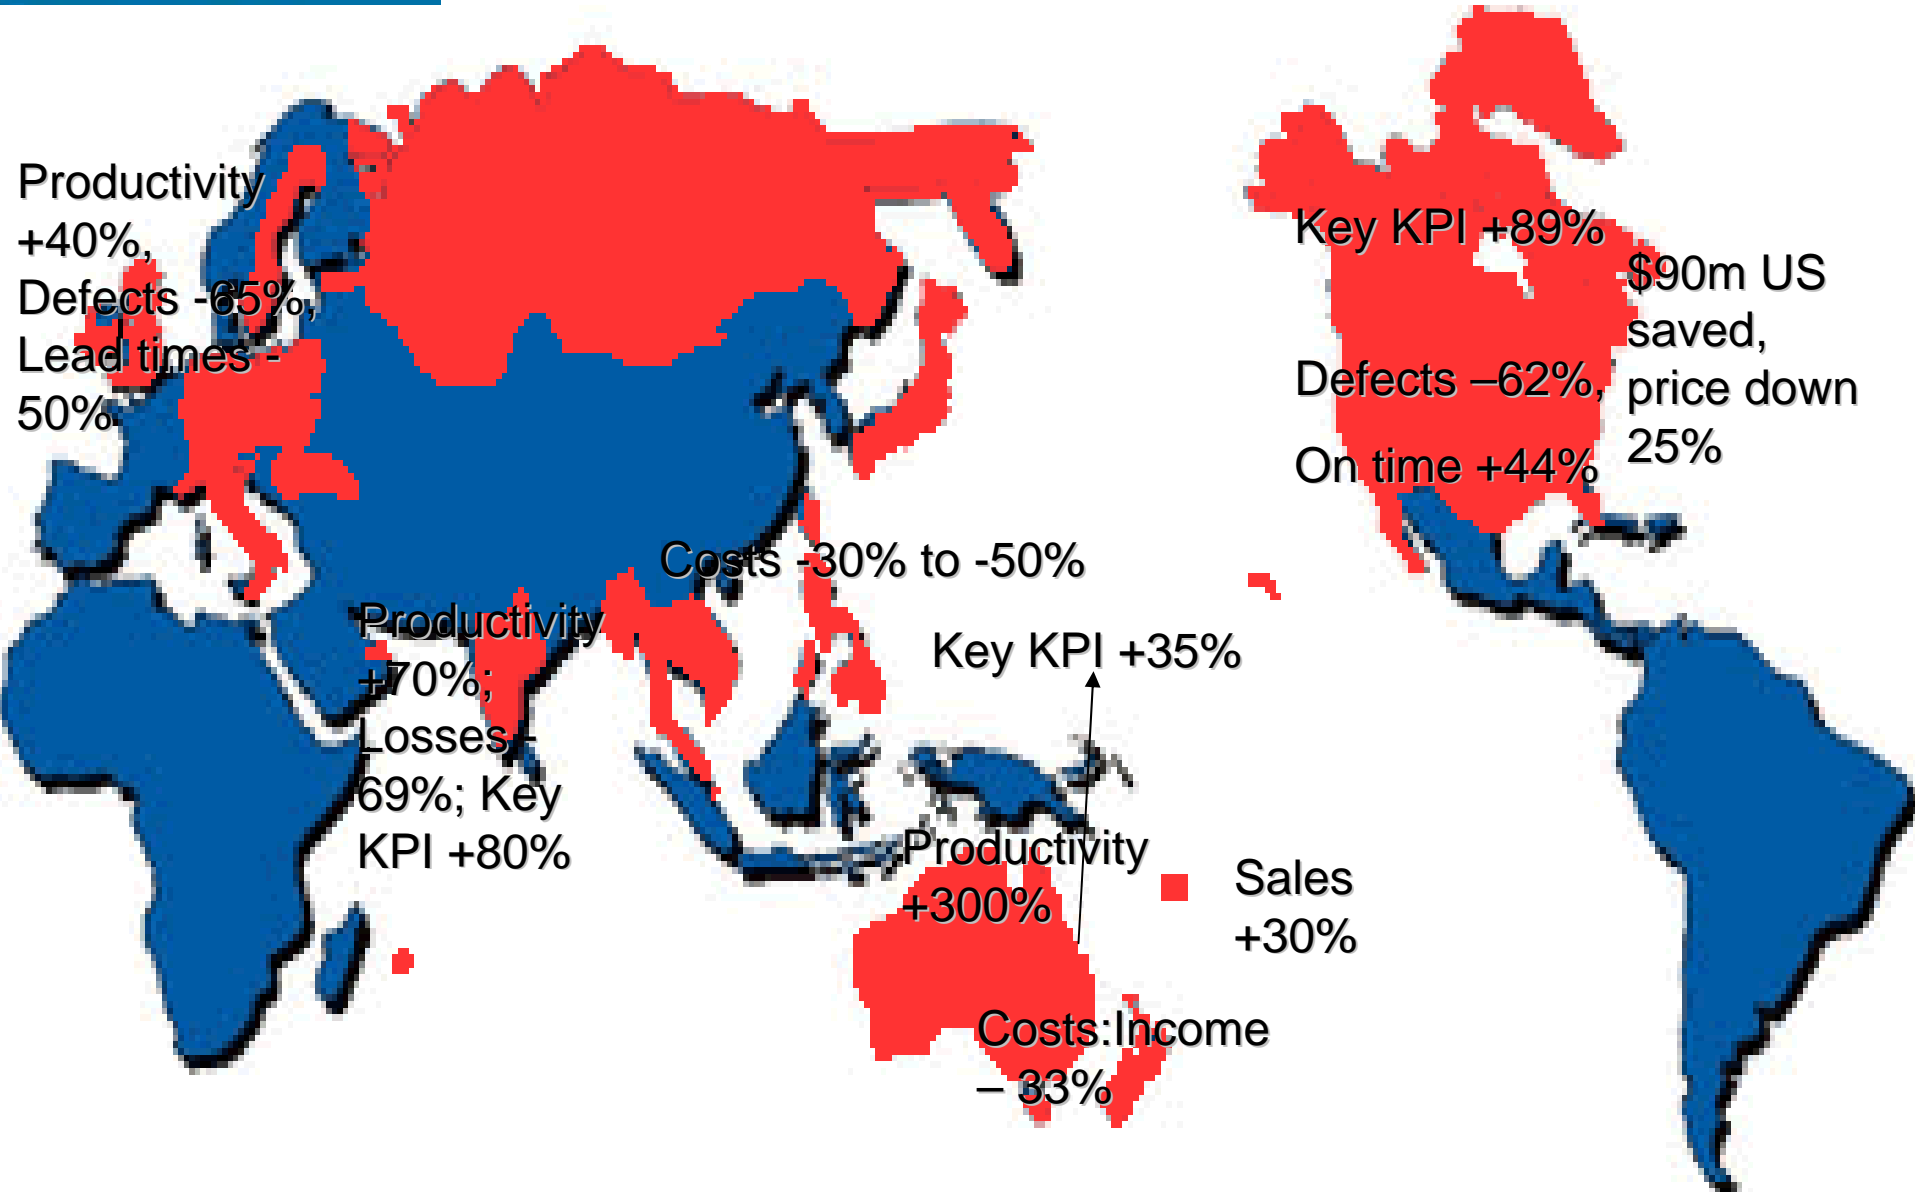 Productivity
+40%,
Defects -65%,
Lead times -
50%
Key KPI +89%
$90m US
saved,
price down
25%
Defects –62%,
On time +44%
Costs -30% to -50%
Productivity
+70%;
Losses -
69%; Key
KPI +80%
Key KPI +35%
Productivity
+300%
Sales
+30%
Costs:Income
– 33%